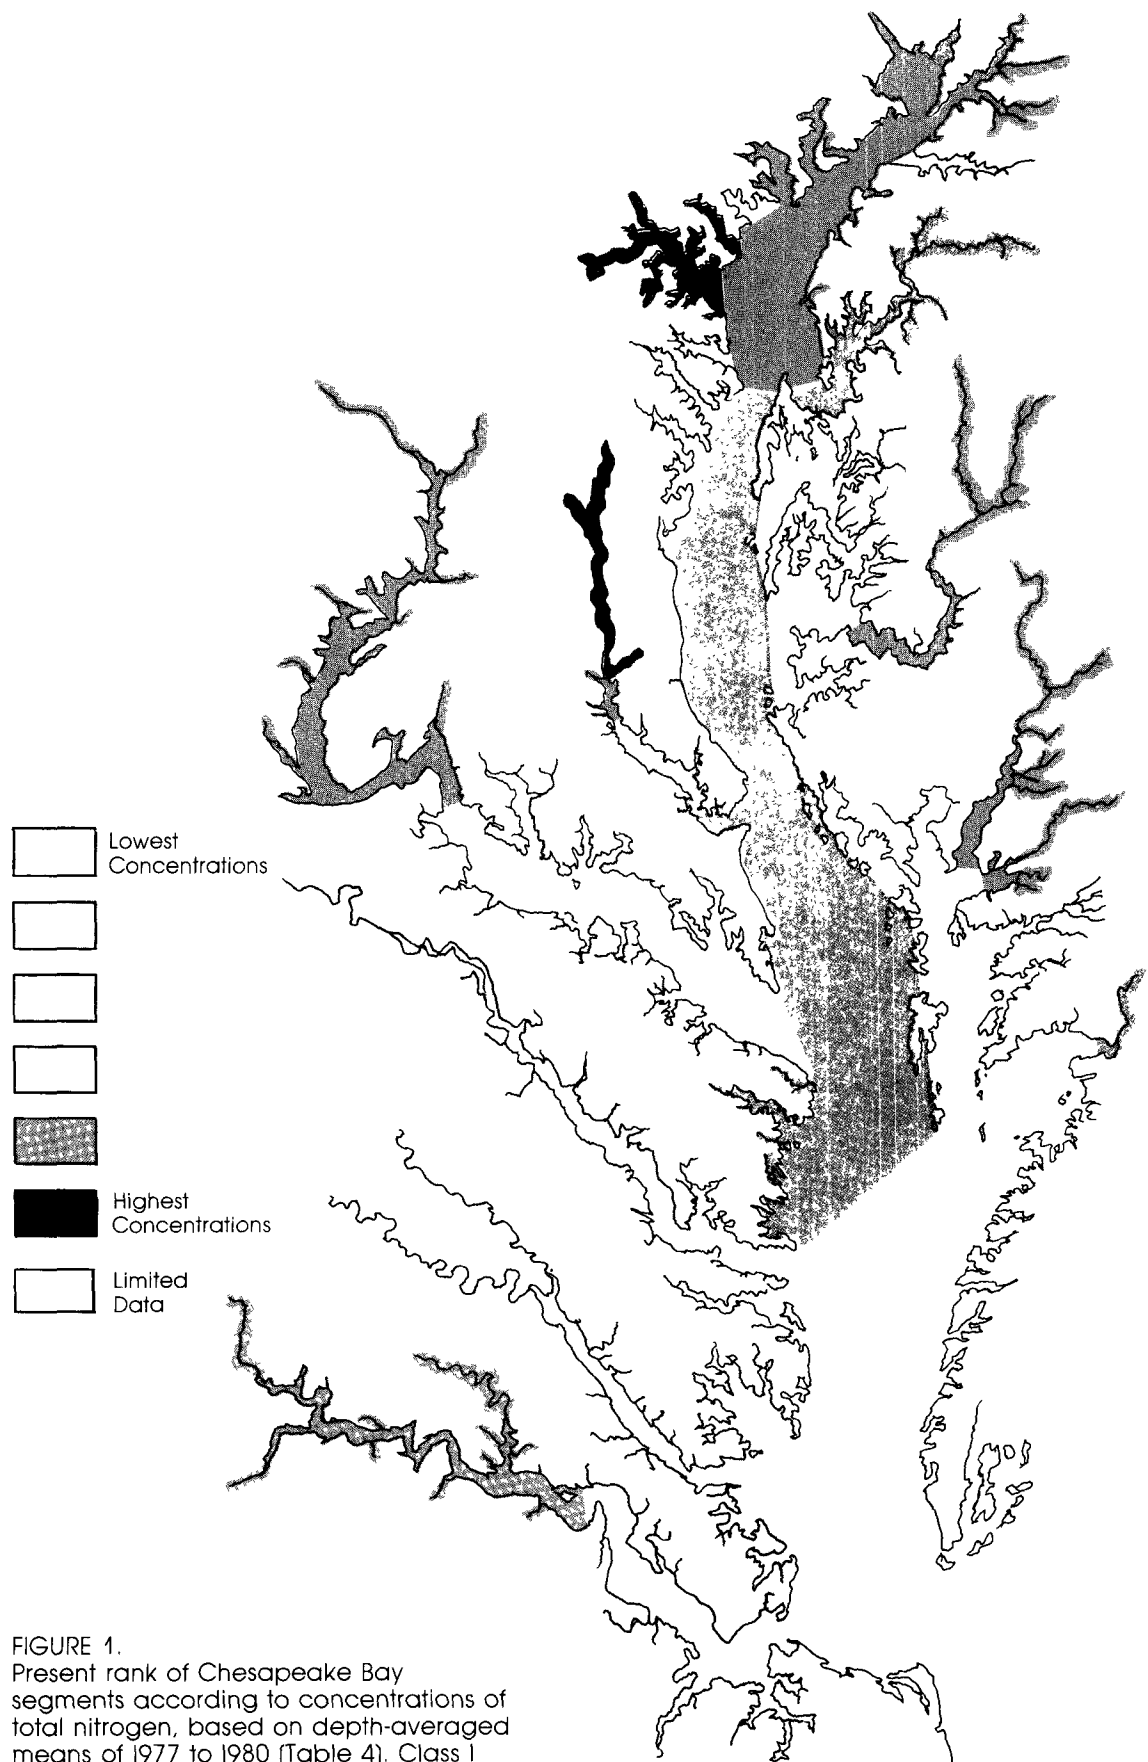 Lowest
Concentrations
Highest
Concentrations
Limited
Data
FIGURE 1.
Present rank of Chesapeake Bay
segments according to concentrations of
total nitrogen, based on depth-averaged
means of 1977 to 1980 (Table 4). Class I